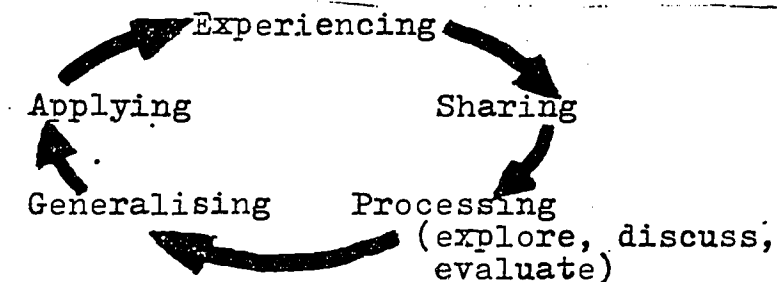 Experiencing
Applying
Sharing
Generalising
Processing
(explore, discuss,
evaluate)